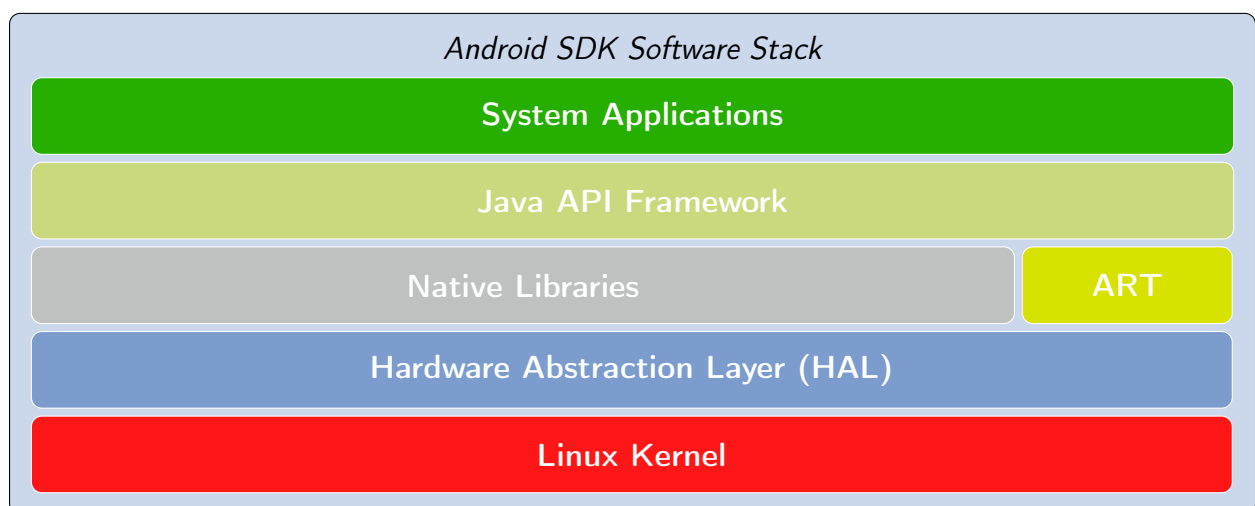 Android SDK Software Stack
System Applications
Java API Framework
Native Libraries
ART
Hardware Abstraction Layer (HAL)
Linux Kernel